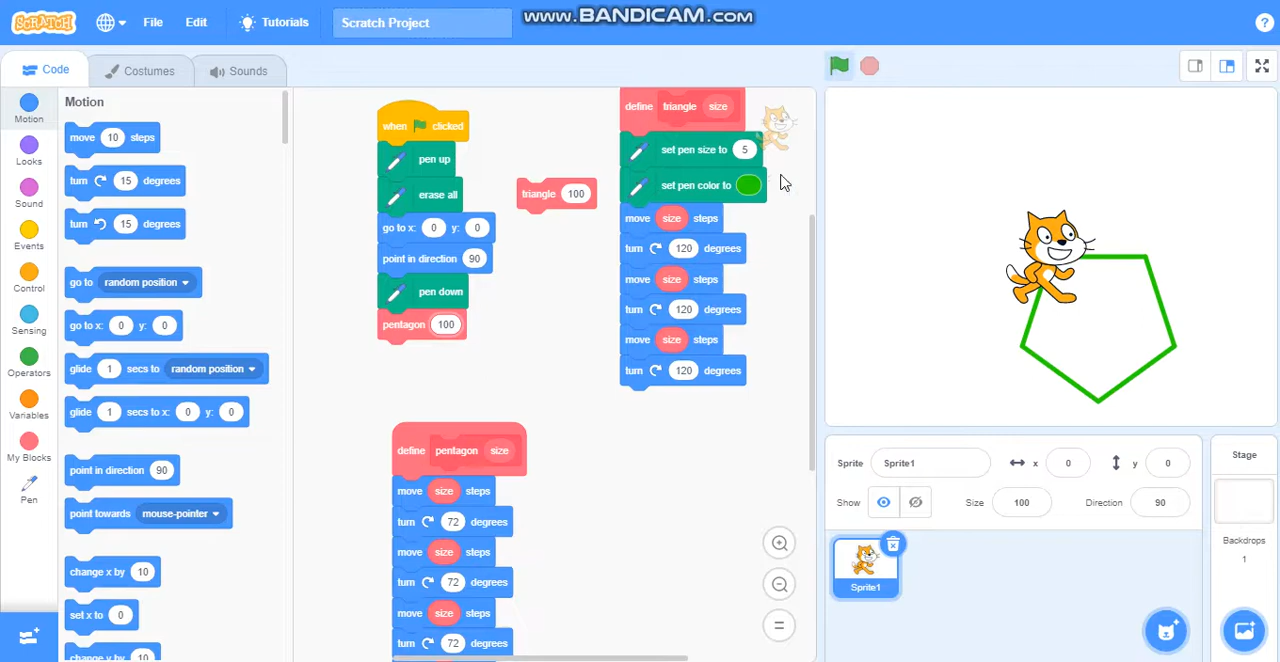 www.BANDICAM.com
SCRATCH File Edit Tutorials Scratch Project ?
Code Costumes Sounds
Motion
Looks
Sound
Events
Control
Sensing
Operators
Variables
My Blocks
Pen
Motion
move 10 steps
turn 15 degrees
turn 15 degrees
go to random position
go to x: 0 y: 0
glide 1 secs to random position
glide 1 secs to x: 0 y: 0
point in direction 90
point towards mouse-pointer
change x by 10
set x to 0
change y by 10
when clicked
pen up
erase all
go to x: 0 y: 0
point in direction 90
pen down
pentagon 100
triangle 100
define triangle size
set pen size to 5
set pen color to
move size steps
turn 120 degrees
move size steps
turn 120 degrees
move size steps
turn 120 degrees
define pentagon size
move size steps
turn 72 degrees
move size steps
turn 72 degrees
move size steps
turn 72 degrees
Sprite Sprite1 x 0 y 0
Show Size 100 Direction 90
Sprite1
Stage
Backdrops
1